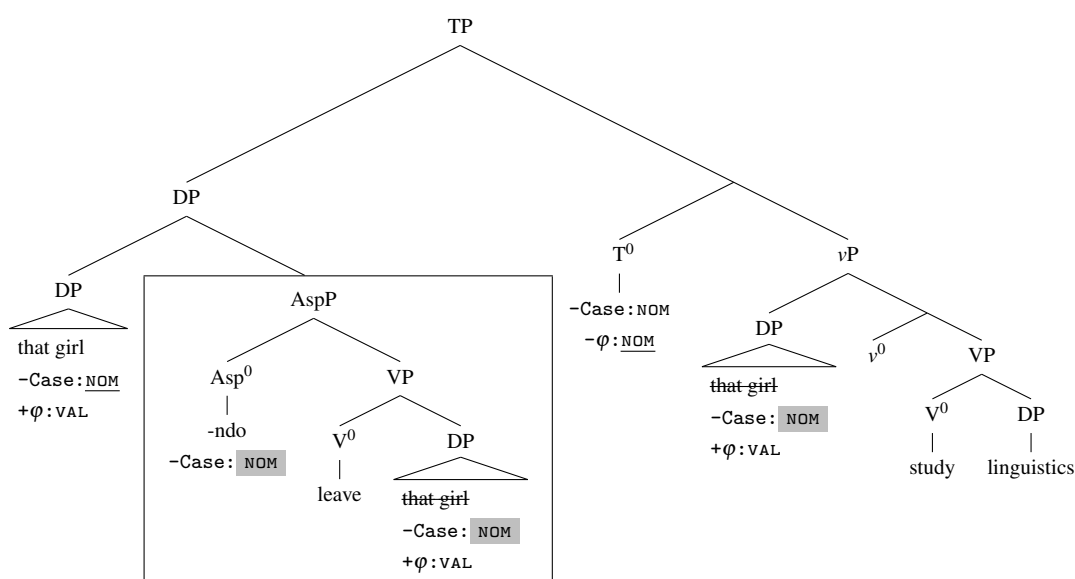 TP
DP
DP
that girl
-Case:NOM
+φ:VAL
AspP
Asp⁰
-ndo
-Case: NOM
VP
V⁰
leave
DP
that girl
-Case: NOM
+φ:VAL
T⁰
-Case:NOM
-φ:NOM
vP
DP
that girl
-Case: NOM
+φ:VAL
v⁰
VP
V⁰
study
DP
linguistics